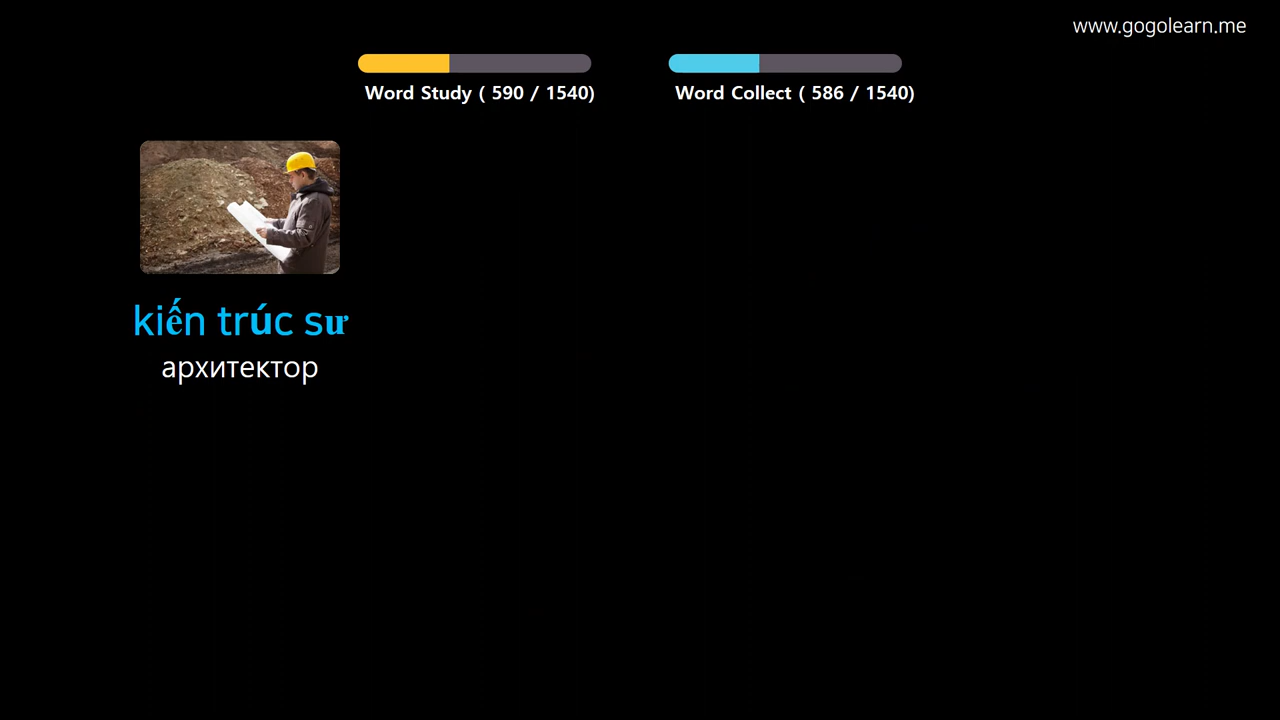 www.gogolearn.me
Word Study ( 590 / 1540)
Word Collect ( 586 / 1540)
kiến trúc sư
архитектор